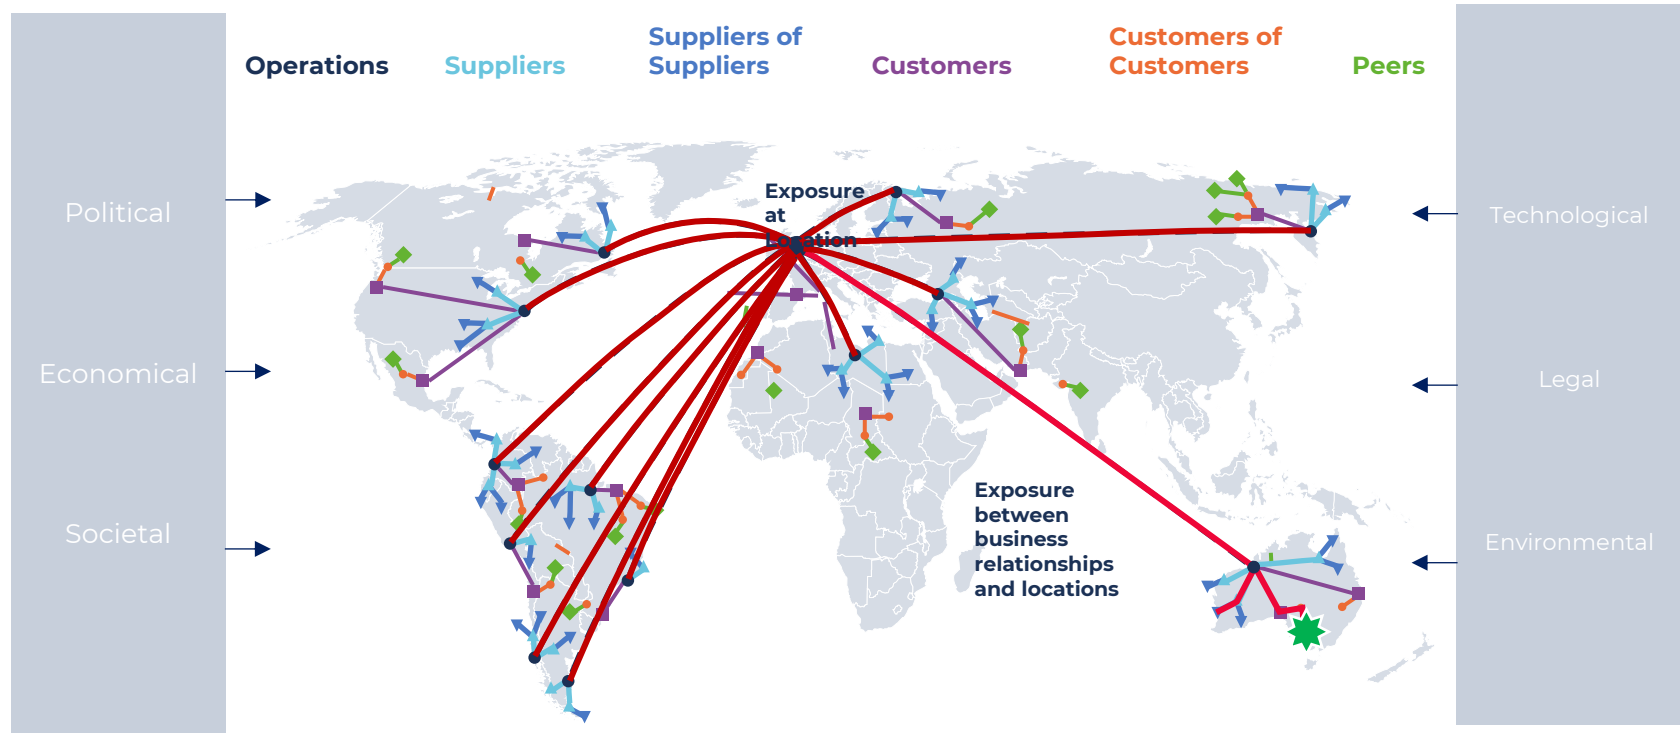 Suppliers of
Customers of
Operations
Suppliers
Suppliers
Customers
Customers
Peers
Exposure
at
Location
Political
Technological
Economical
Legal
Exposure
between
business
relationships
and locations
Societal
Environmental